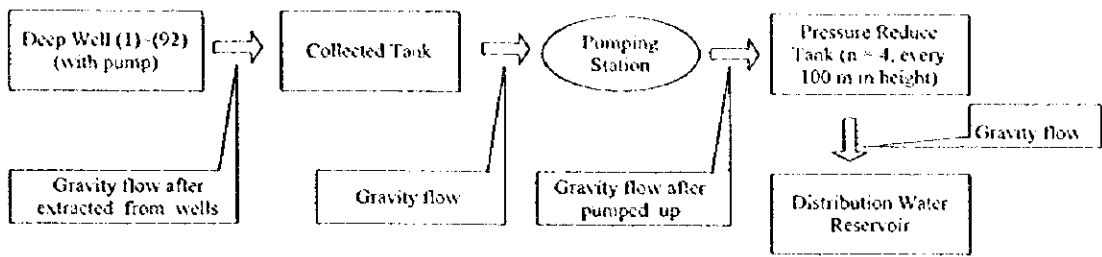 Deep Well (1) -(92)
(with pump)
Collected Tank
Pumping
Station
Pressure Reduce
Tank (n = 4, every
100 m in height)
Gravity flow after
extracted from wells
Gravity flow
Gravity flow after
pumped up
Gravity flow
Distribution Water
Reservoir